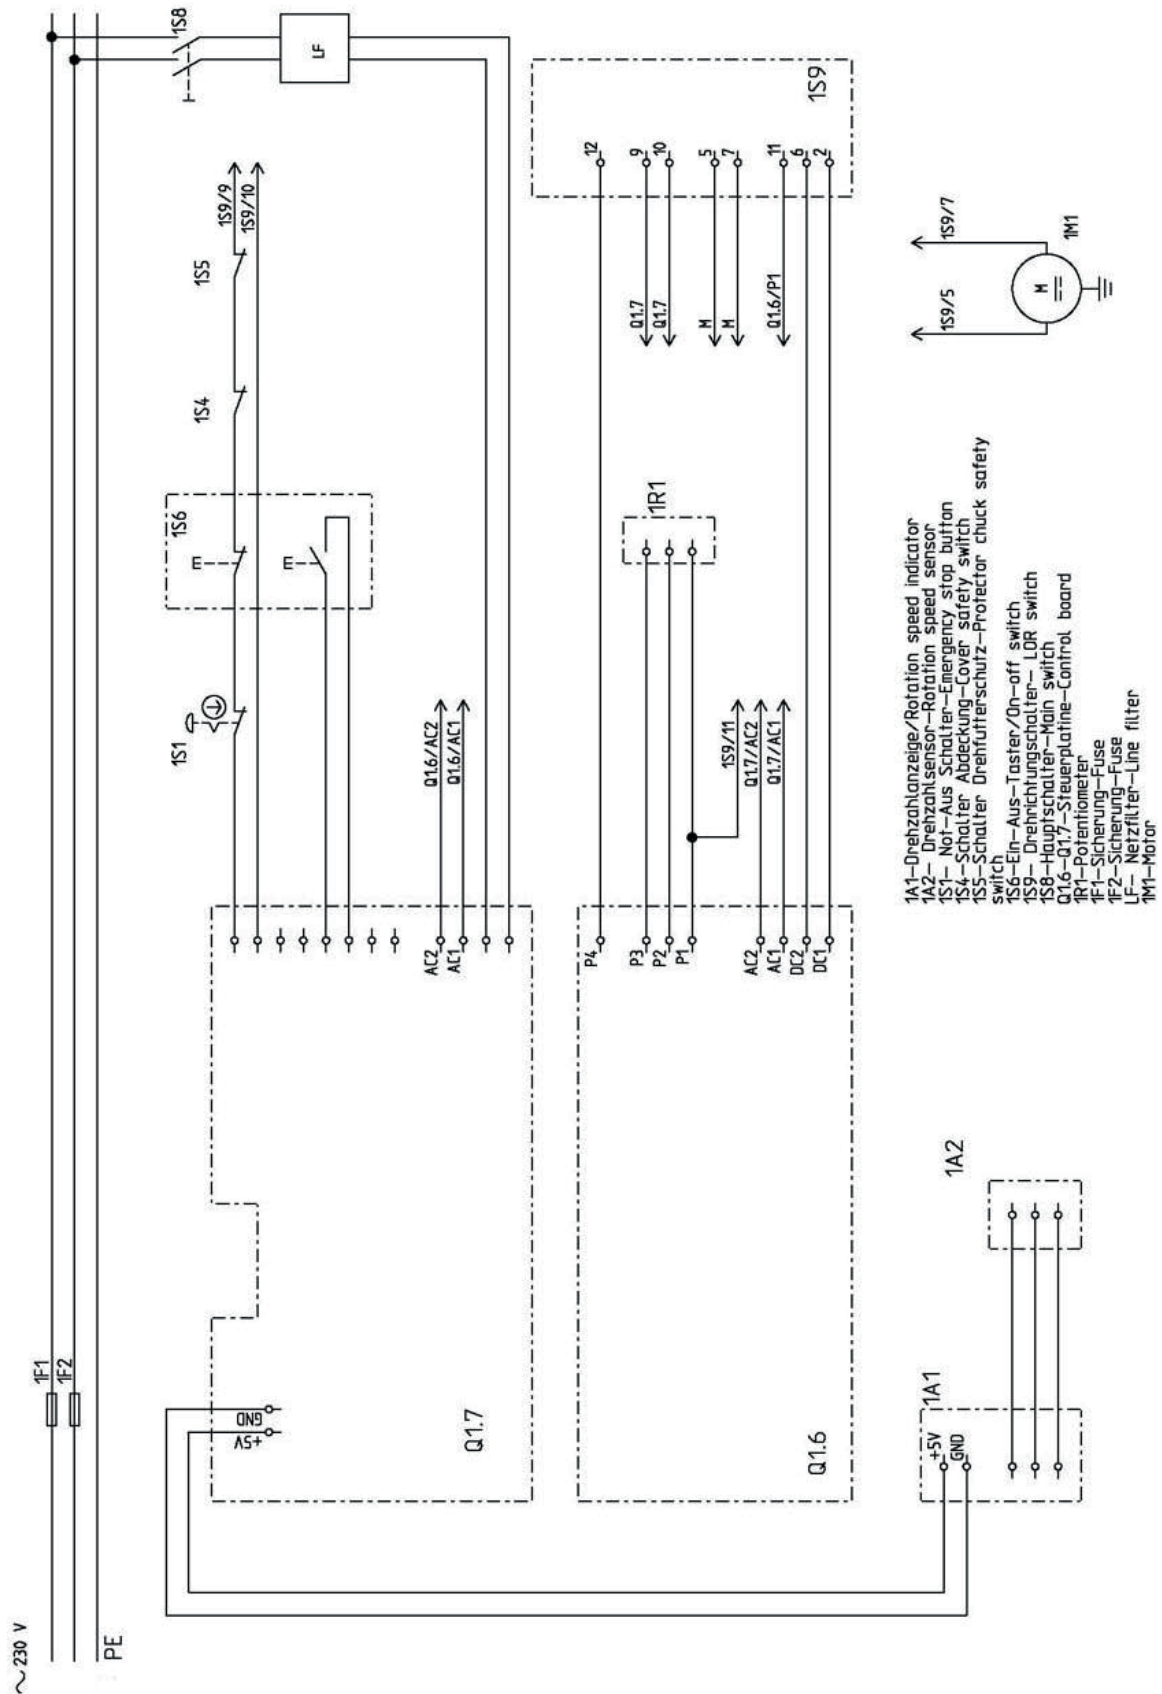 ~ 230 V
PE
1F1
1F2
1S8
LF
1S1
1S6
E
E
1S4
1S5
1S9/9
1S9/10
Q1.6/AC2
Q1.6/AC1
AC2
AC1
+5V
GND
Q1.7
P4
P3
P2
P1
AC2
AC1
DC2
DC1
Q1.6
1S9/11
Q1.7/AC2
Q1.7/AC1
1R1
Q1.7
Q1.7
M
M
Q1.6/P1
12
9
10
5
7
11
6
2
1S9
+5V
GND
1A1
1A2
1S9/5
1S9/7
M
1M1
1A1-Drehzahlanzeige/Rotation speed indicator
1A2- Drehzahlsensor-Rotation speed sensor
1S1- Not-Aus Schalter-Emergency stop button
1S4-Schalter Abdeckung-Cover safety switch
1S5-Schalter Drehfutterschutz-Protector chuck safety
switch
1S6-Ein-Aus-Taster/On-off switch
1S9- Drehrichtungschalter- LOR switch
1S8-Hauptschalter-Main switch
Q1.6-Q1.7-Steuerplatine-Control board
1R1-Potentiometer
1F1-Sicherung-Fuse
1F2-Sicherung-Fuse
LF- Netzfilter-Line filter
1M1-Motor